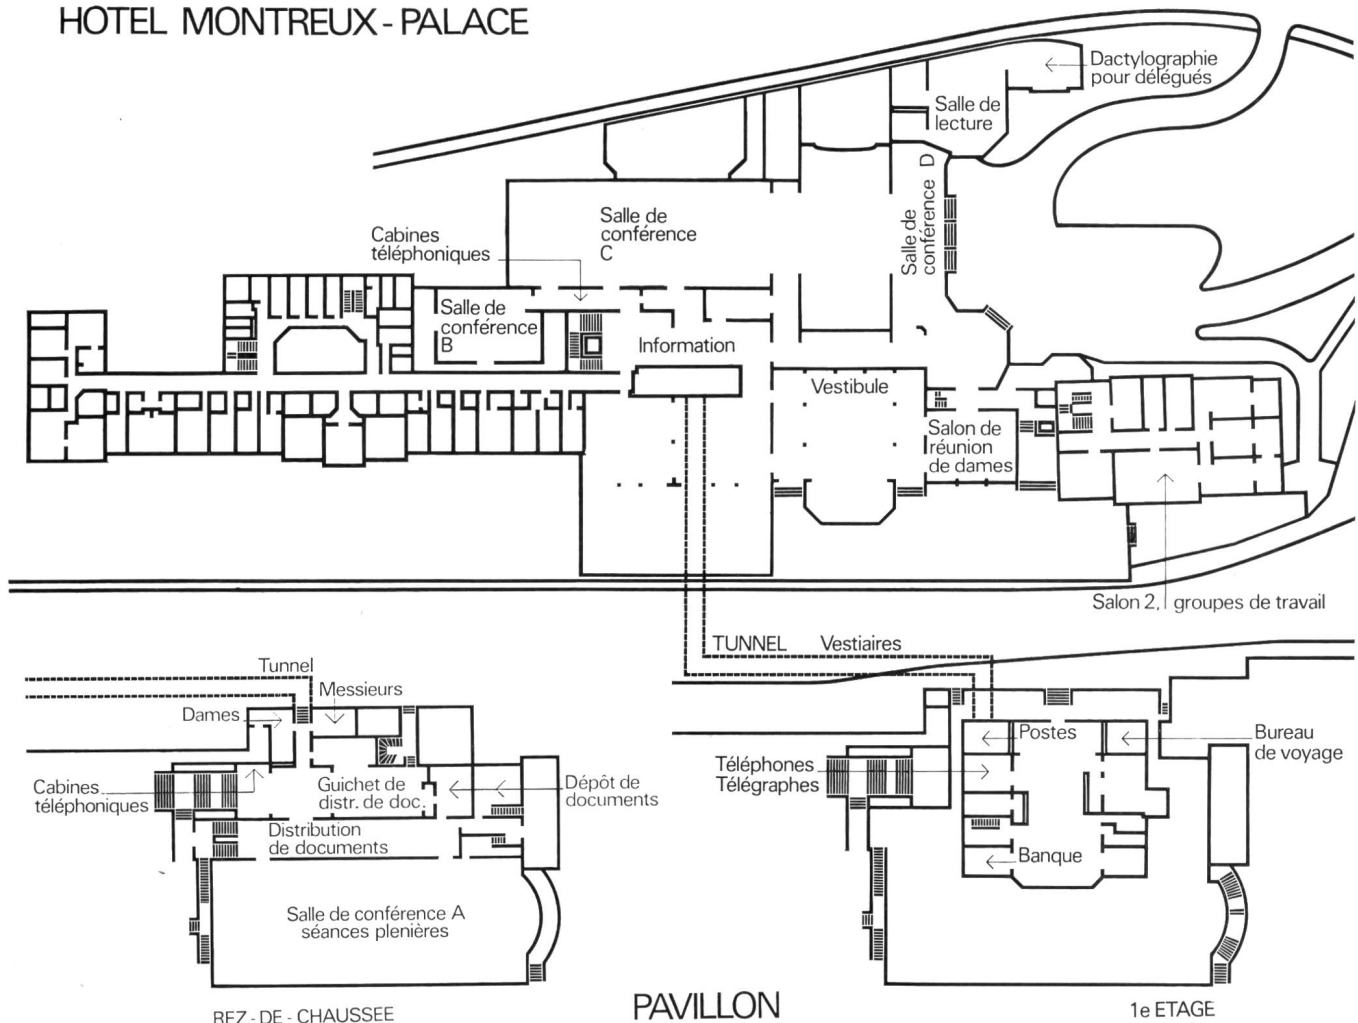 HOTEL MONTREUX-PALACE
Dactylographie
pour délégués
Salle de
lecture
Salle de
conférence D
Salle de
conférence
C
Cabines
téléphoniques
Salle de
conférence
B
Information
Vestibule
Salon de
réunion
de dames
Salon 2, groupes de travail
TUNNEL Vestiaires
Tunnel
Messieurs
Dames
Cabines
téléphoniques
Guichet de
distr. de doc.
Dépôt de
documents
Distribution
de documents
Salle de conférence A
séances plenières
REZ-DE-CHAUSSEE
Postes
Bureau
de voyage
Téléphones
Télégraphes
Banque
PAVILLON
1e ETAGE